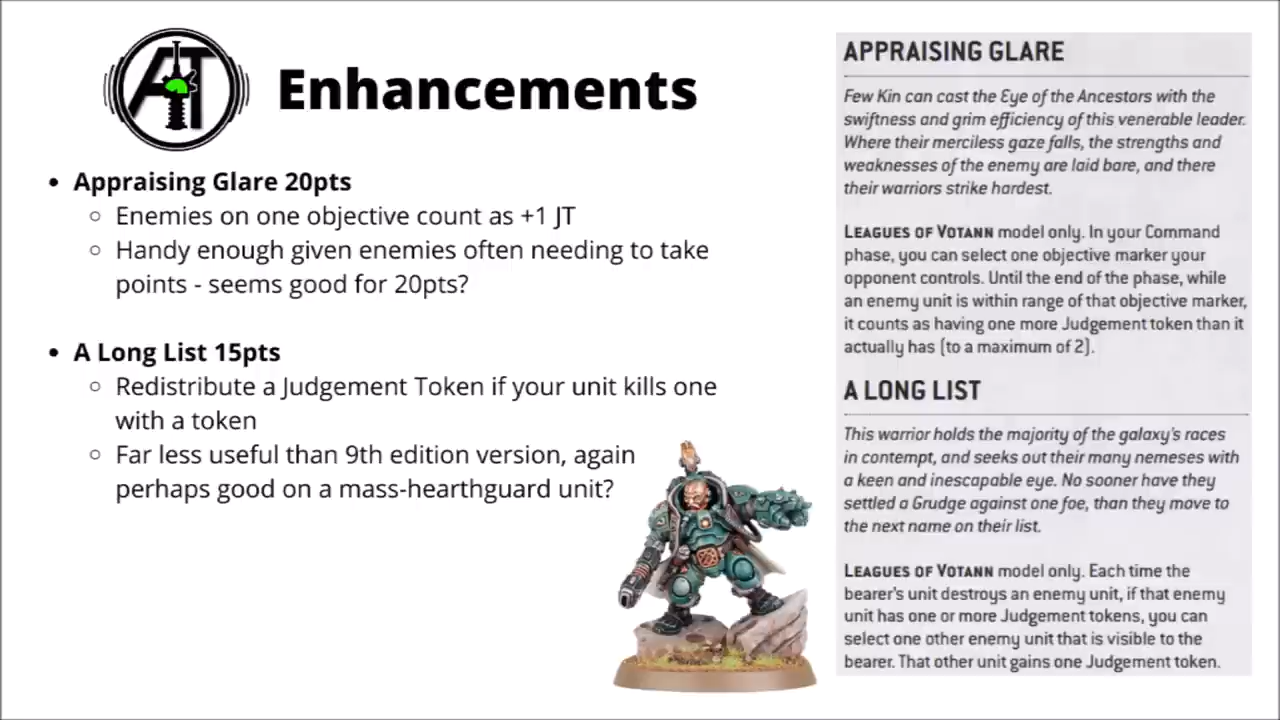 AT
Enhancements
• Appraising Glare 20pts
○ Enemies on one objective count as +1 JT
○ Handy enough given enemies often needing to take
points - seems good for 20pts?
• A Long List 15pts
○ Redistribute a Judgement Token if your unit kills one
with a token
○ Far less useful than 9th edition version, again
perhaps good on a mass-hearthguard unit?
APPRAISING GLARE
Few Kin can cast the Eye of the Ancestors with the
swiftness and grim efficiency of this venerable leader.
Where their merciless gaze falls, the strengths and
weaknesses of the enemy are laid bare, and there
their warriors strike hardest.
LEAGUES OF VOTANN model only. In your Command
phase, you can select one objective marker your
opponent controls. Until the end of the phase, while
an enemy unit is within range of that objective marker,
it counts as having one more Judgement token than it
actually has (to a maximum of 2).
A LONG LIST
This warrior holds the majority of the galaxy's races
in contempt, and seeks out their many nemeses with
a keen and inescapable eye. No sooner have they
settled a Grudge against one foe, than they move to
the next name on their list.
LEAGUES OF VOTANN model only. Each time the
bearer's unit destroys an enemy unit, if that enemy
unit has one or more Judgement tokens, you can
select one other enemy unit that is visible to the
bearer. That other unit gains one Judgement token.